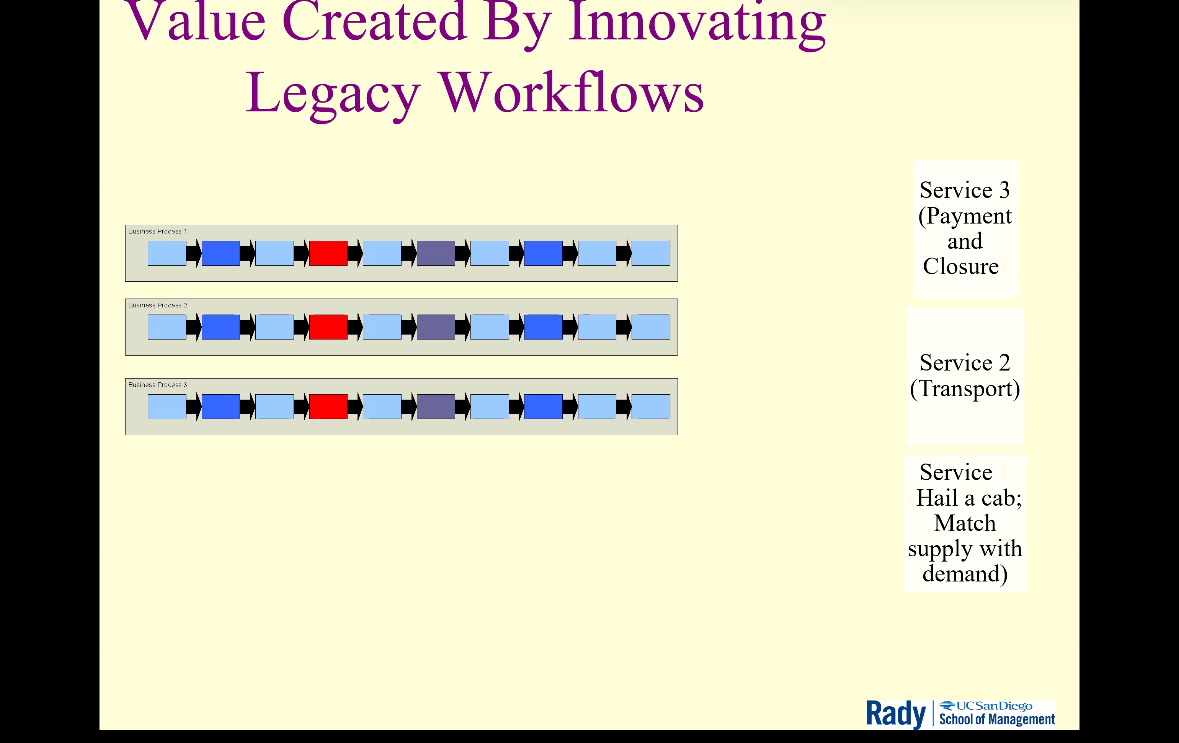 Value Created By Innovating
Legacy Workflows
Business Process 1
Business Process 2
Business Process 3
Service 3
(Payment
and
Closure
Service 2
(Transport)
Service
Hail a cab;
Match
supply with
demand)
Rady
UC San Diego
School of Management